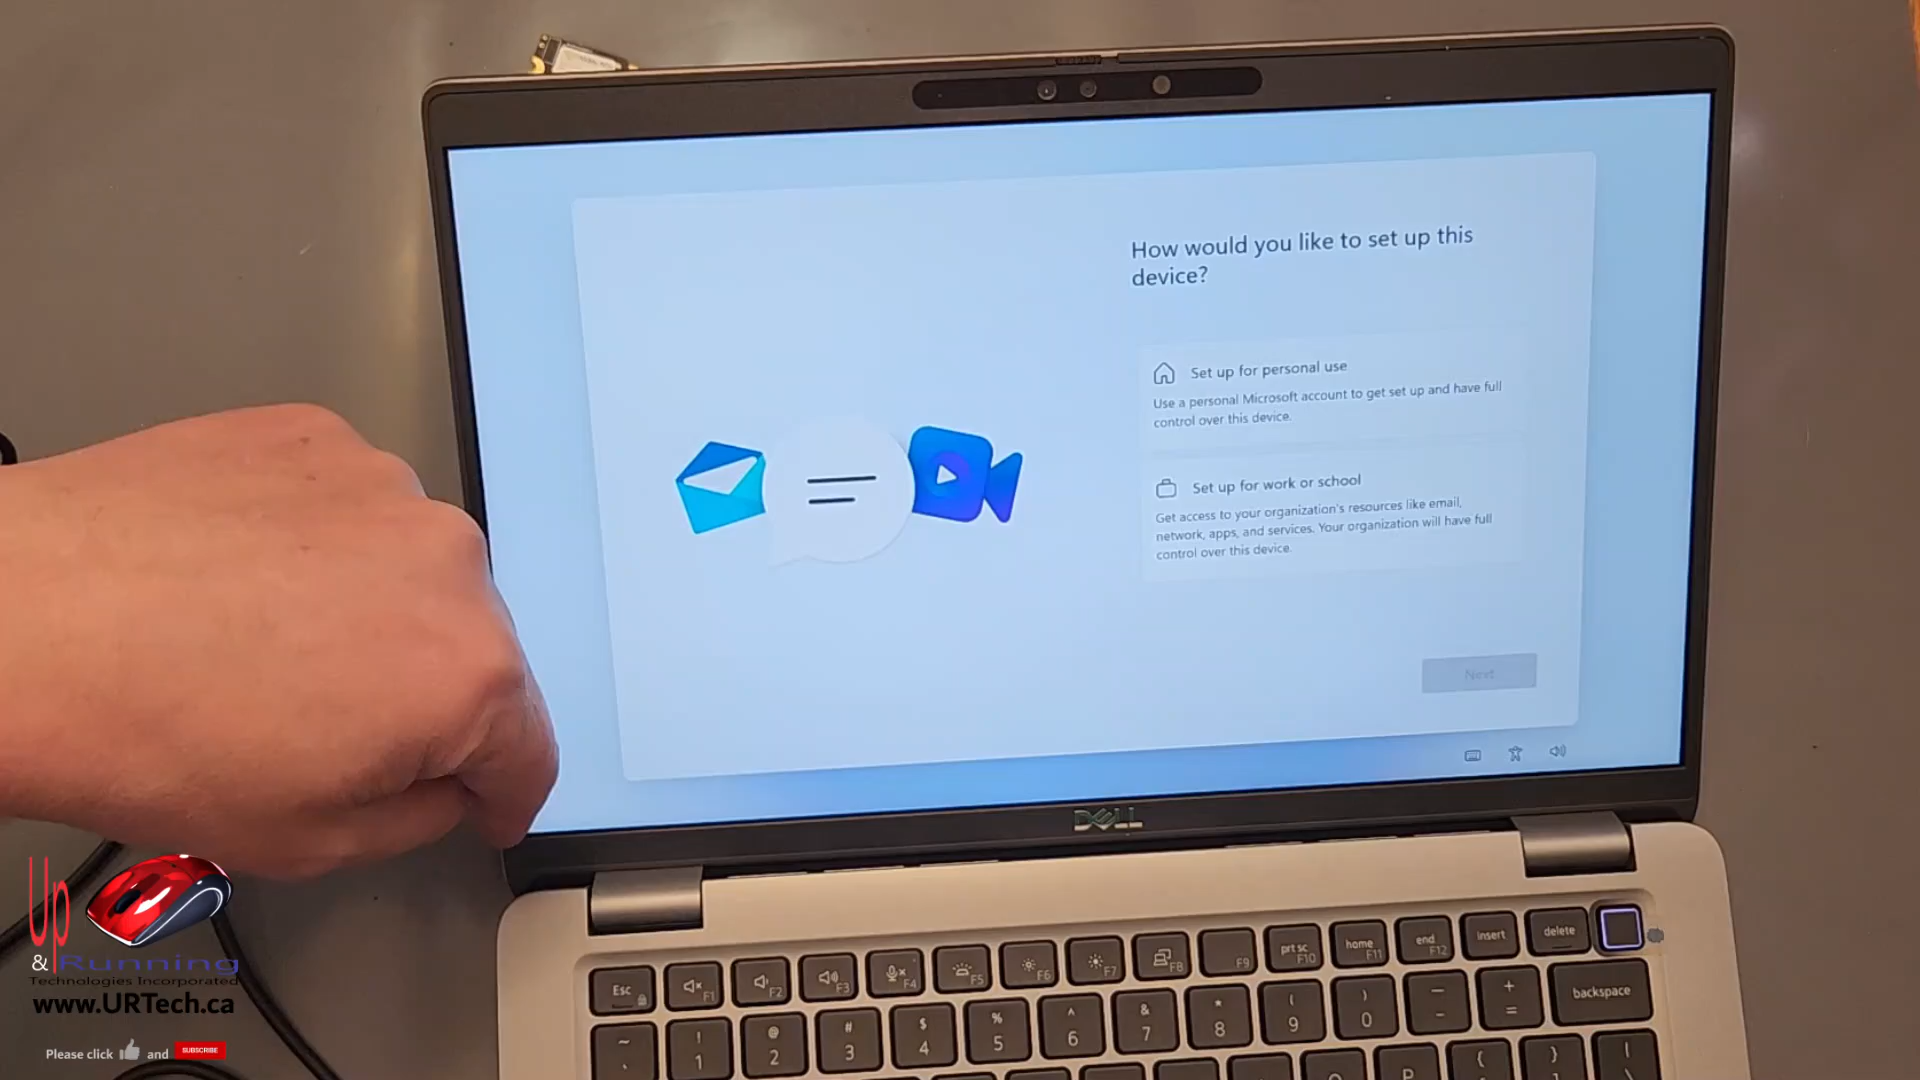 How would you like to set up this
device?
Set up for personal use
Use a personal Microsoft account to get set up and have full
control over this device.
Set up for work or school
Get access to your organization's resources like email,
network, apps, and services. Your organization will have full
control over this device.
Next
DELL
Esc F1 F2 F3 F4 F5 F6 F7 F8 F9 prt sc F10 home F11 end F12 insert delete
~ ! @ # $ % ^ & * ( ) — + backspace
` 1 2 3 4 5 6 7 8 9 0 - =
O P { } |
[ ] \
Up
& Running
Technologies Incorporated
www.URTech.ca
Please click and SUBSCRIBE